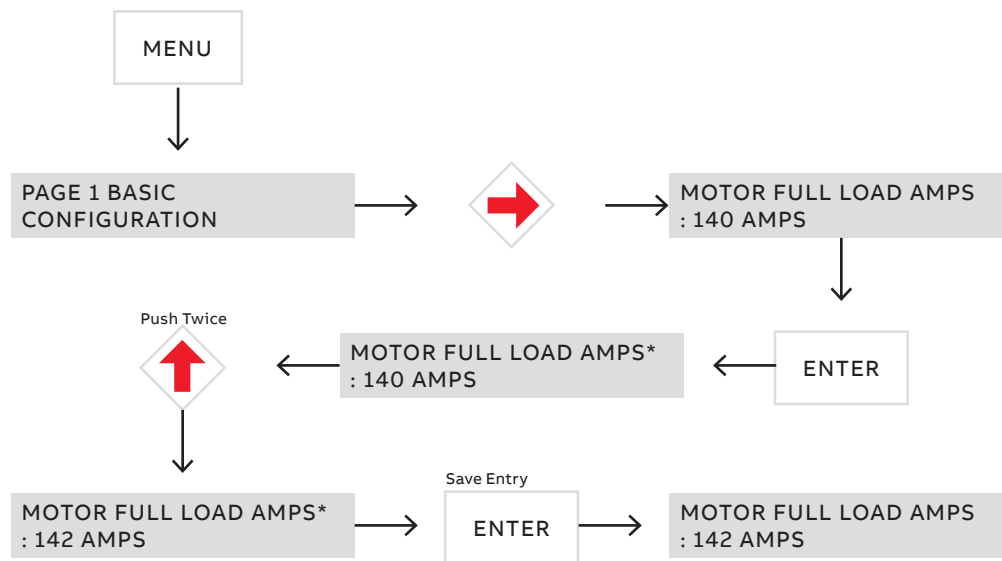 MENU
PAGE 1 BASIC
CONFIGURATION
MOTOR FULL LOAD AMPS
: 140 AMPS
ENTER
MOTOR FULL LOAD AMPS*
: 140 AMPS
Push Twice
MOTOR FULL LOAD AMPS*
: 142 AMPS
Save Entry
ENTER
MOTOR FULL LOAD AMPS
: 142 AMPS